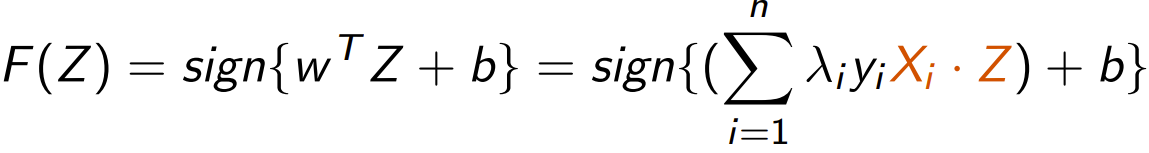 F(Z) = sign{w^T Z + b} = sign{(∑_{i=1}^{n} λ_i y_i X_i · Z) + b}